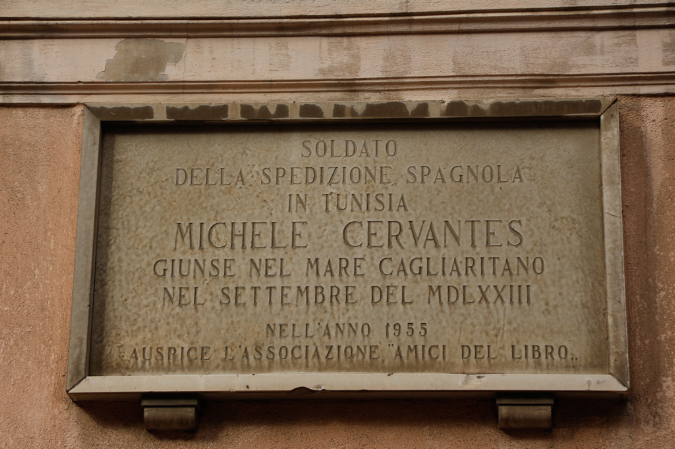 SOLDATO
DELLA SPEDIZIONE SPAGNOLA
IN TUNISIA
MICHELE CERVANTES
GIUNSE NEL MARE CAGLIARITANO
NEL SETTEMBRE DEL MDLXXIII
NELL'ANNO 1955
AUSPICE L'ASSOCIAZIONE "AMICI DEL LIBRO„